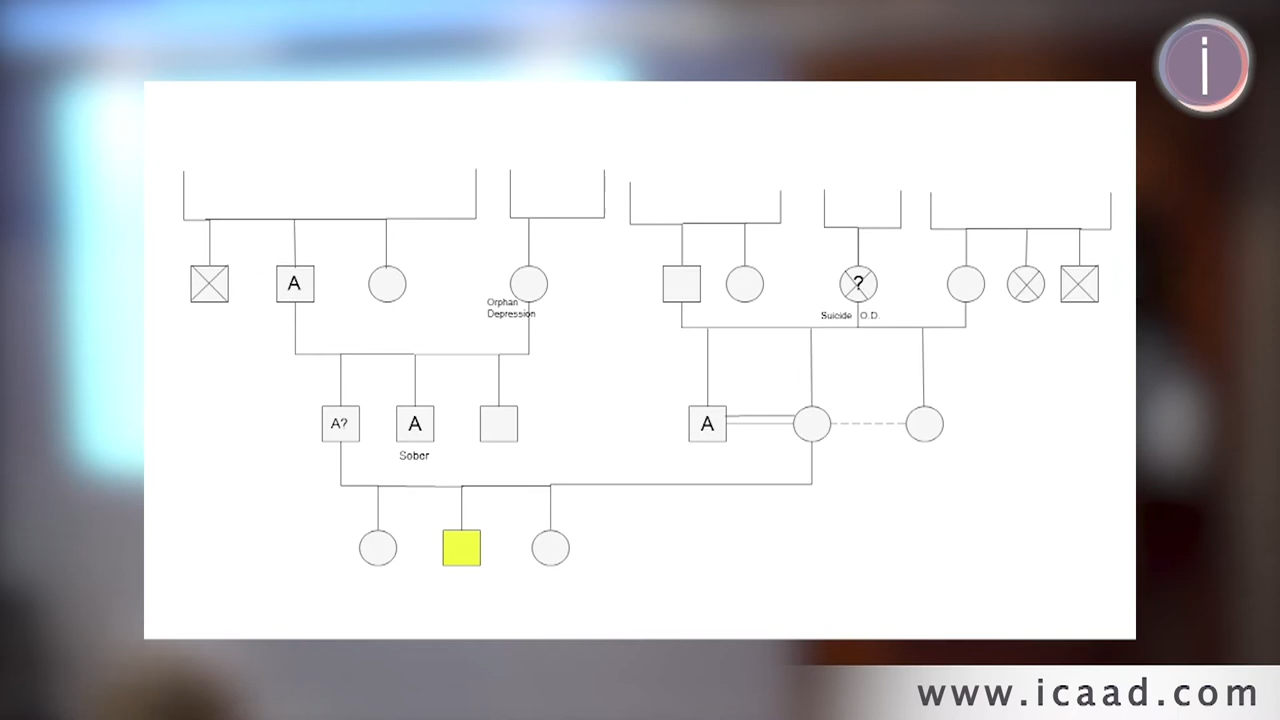 i
A
?
Orphan
Depression
Suicide
O.D.
A?
A
A
Sober
www.icaad.com